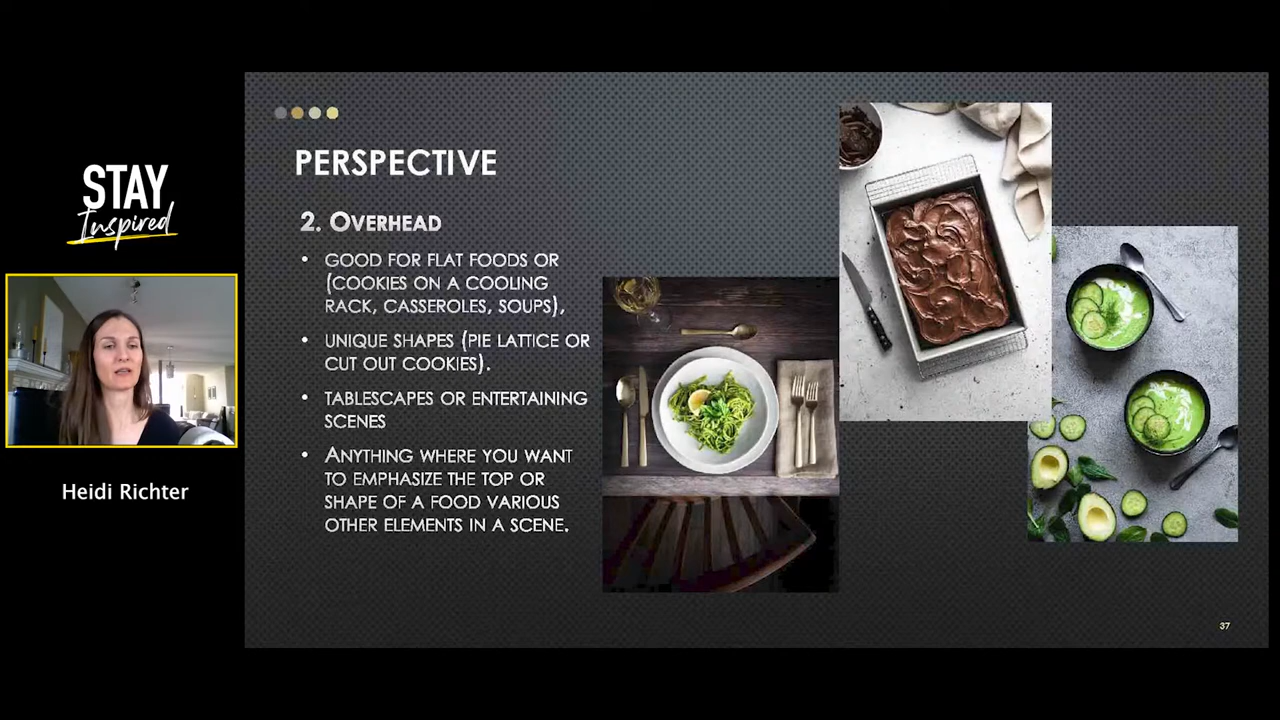 STAY
Inspired
Heidi Richter
PERSPECTIVE
2. OVERHEAD
• GOOD FOR FLAT FOODS OR
(COOKIES ON A COOLING
RACK, CASSEROLES, SOUPS),
• UNIQUE SHAPES (PIE LATTICE OR
CUT OUT COOKIES).
• TABLESCAPES OR ENTERTAINING
SCENES
• ANYTHING WHERE YOU WANT
TO EMPHASIZE THE TOP OR
SHAPE OF A FOOD VARIOUS
OTHER ELEMENTS IN A SCENE.
37